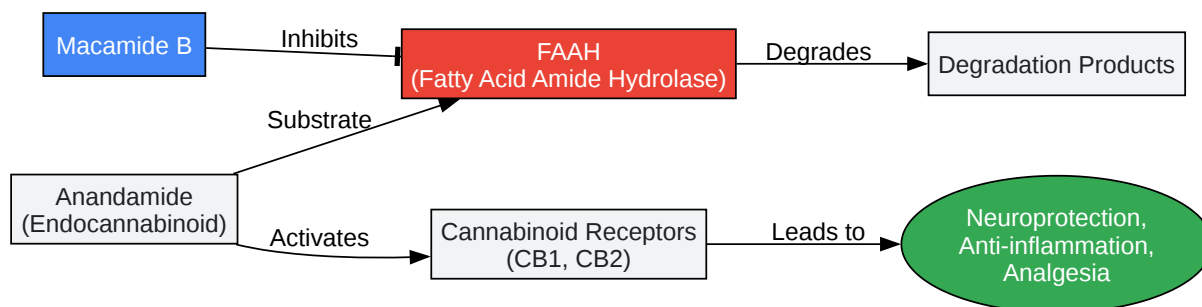 Macamide B
Inhibits
FAAH
(Fatty Acid Amide Hydrolase)
Degrades
Degradation Products
Substrate
Anandamide
(Endocannabinoid)
Activates
Cannabinoid Receptors
(CB1, CB2)
Leads to
Neuroprotection,
Anti-inflammation,
Analgesia